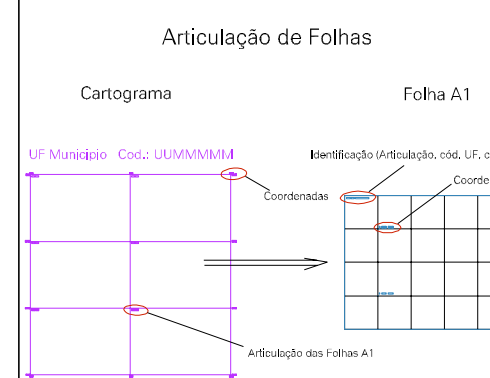 Articulação de Folhas
Cartograma
Folha A1
UF Município Cod.: UUMMMMM
Identificação (Articulação, cód. UF, c
Coordenadas
Coorde
Articulação das Folhas A1